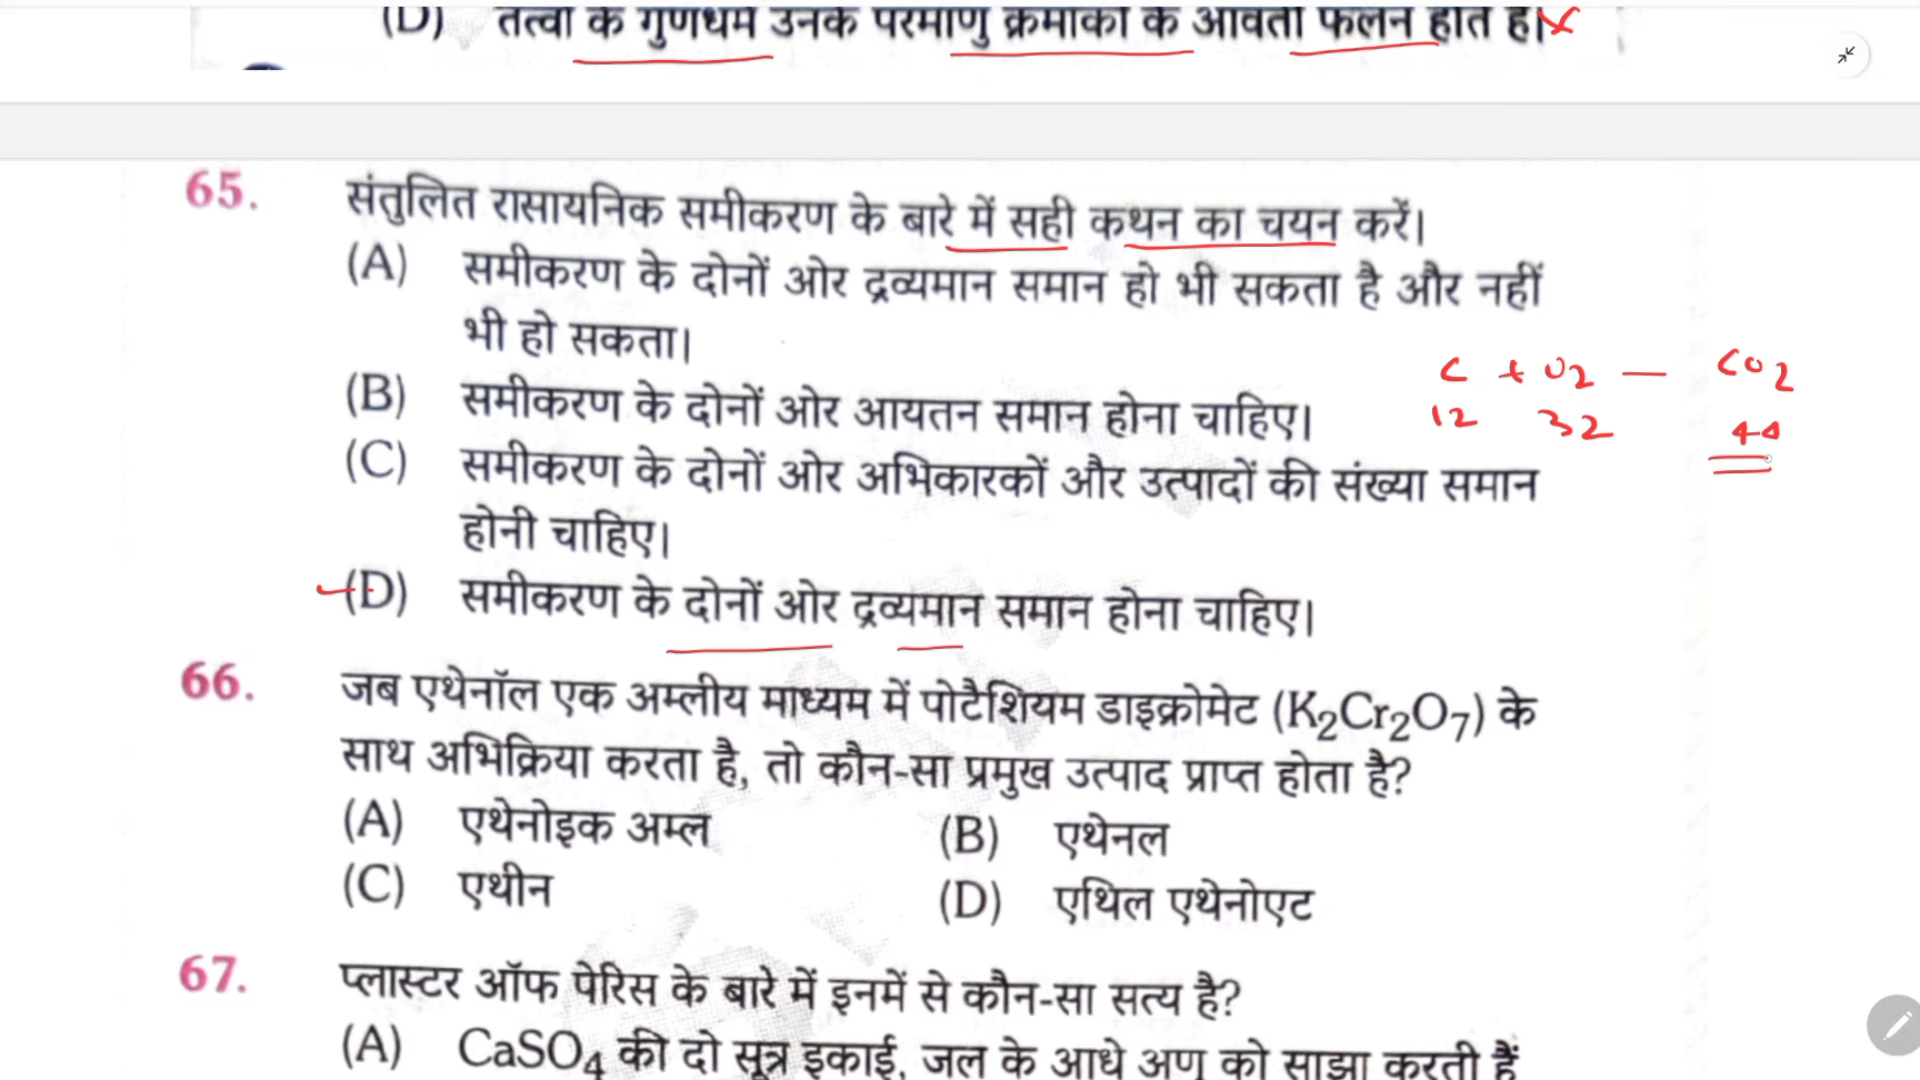 (D) तत्वों के गुणधर्म उनके परमाणु क्रमांकों के आवर्ती फलन होते हैं।
65. संतुलित रासायनिक समीकरण के बारे में सही कथन का चयन करें।
(A) समीकरण के दोनों ओर द्रव्यमान समान हो भी सकता है और नहीं
भी हो सकता।
C + O2 — CO2
(B) समीकरण के दोनों ओर आयतन समान होना चाहिए।
12 32 44
(C) समीकरण के दोनों ओर अभिकारकों और उत्पादों की संख्या समान
होनी चाहिए।
(D) समीकरण के दोनों ओर द्रव्यमान समान होना चाहिए।
66. जब एथेनॉल एक अम्लीय माध्यम में पोटैशियम डाइक्रोमेट (K2Cr2O7) के
साथ अभिक्रिया करता है, तो कौन-सा प्रमुख उत्पाद प्राप्त होता है?
(A) एथेनोइक अम्ल (B) एथेनल
(C) एथीन (D) एथिल एथेनोएट
67. प्लास्टर ऑफ पेरिस के बारे में इनमें से कौन-सा सत्य है?
(A) CaSO4 की दो सूत्र इकाई, जल के आधे अणु को साझा करती हैं